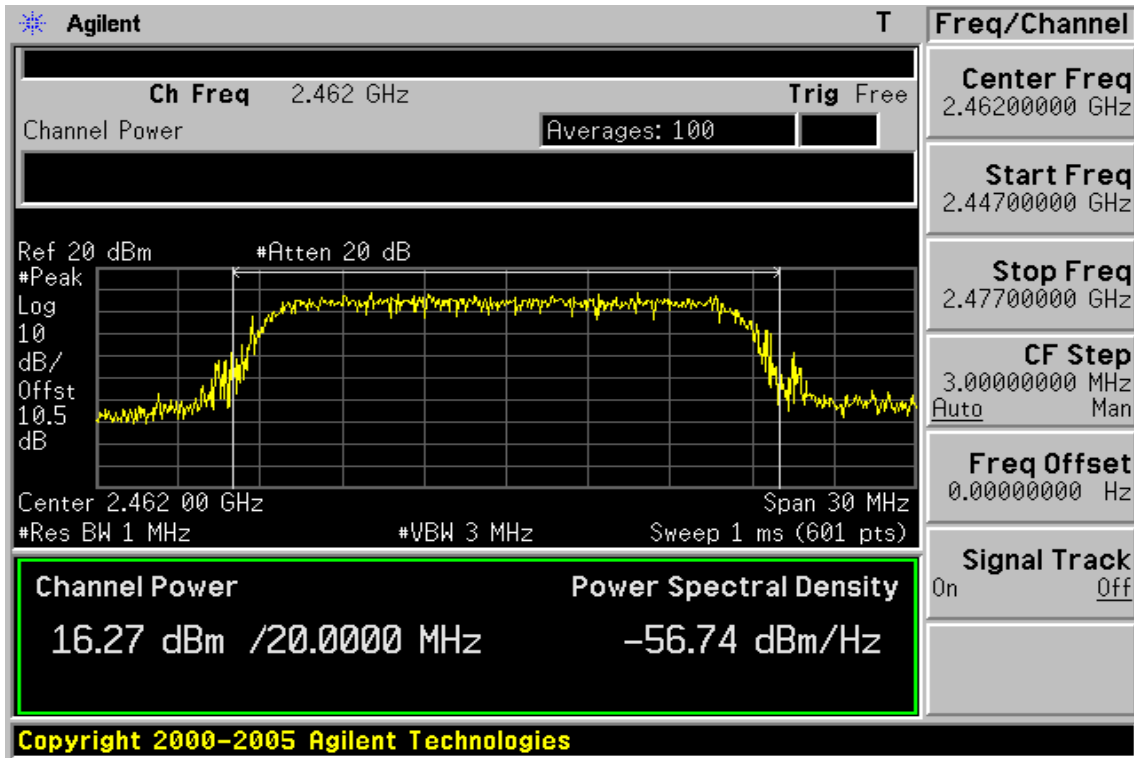 Agilent T
Ch Freq 2.462 GHz Trig Free
Channel Power Averages: 100
Ref 20 dBm #Atten 20 dB
#Peak
Log
10
dB/
Offst
10.5
dB
Center 2.462 00 GHz Span 30 MHz
#Res BW 1 MHz #VBW 3 MHz Sweep 1 ms (601 pts)
Channel Power Power Spectral Density
16.27 dBm /20.0000 MHz -56.74 dBm/Hz
Copyright 2000-2005 Agilent Technologies
Freq/Channel
Center Freq
2.46200000 GHz
Start Freq
2.44700000 GHz
Stop Freq
2.47700000 GHz
CF Step
3.00000000 MHz
Auto Man
Freq Offset
0.00000000 Hz
Signal Track
On Off